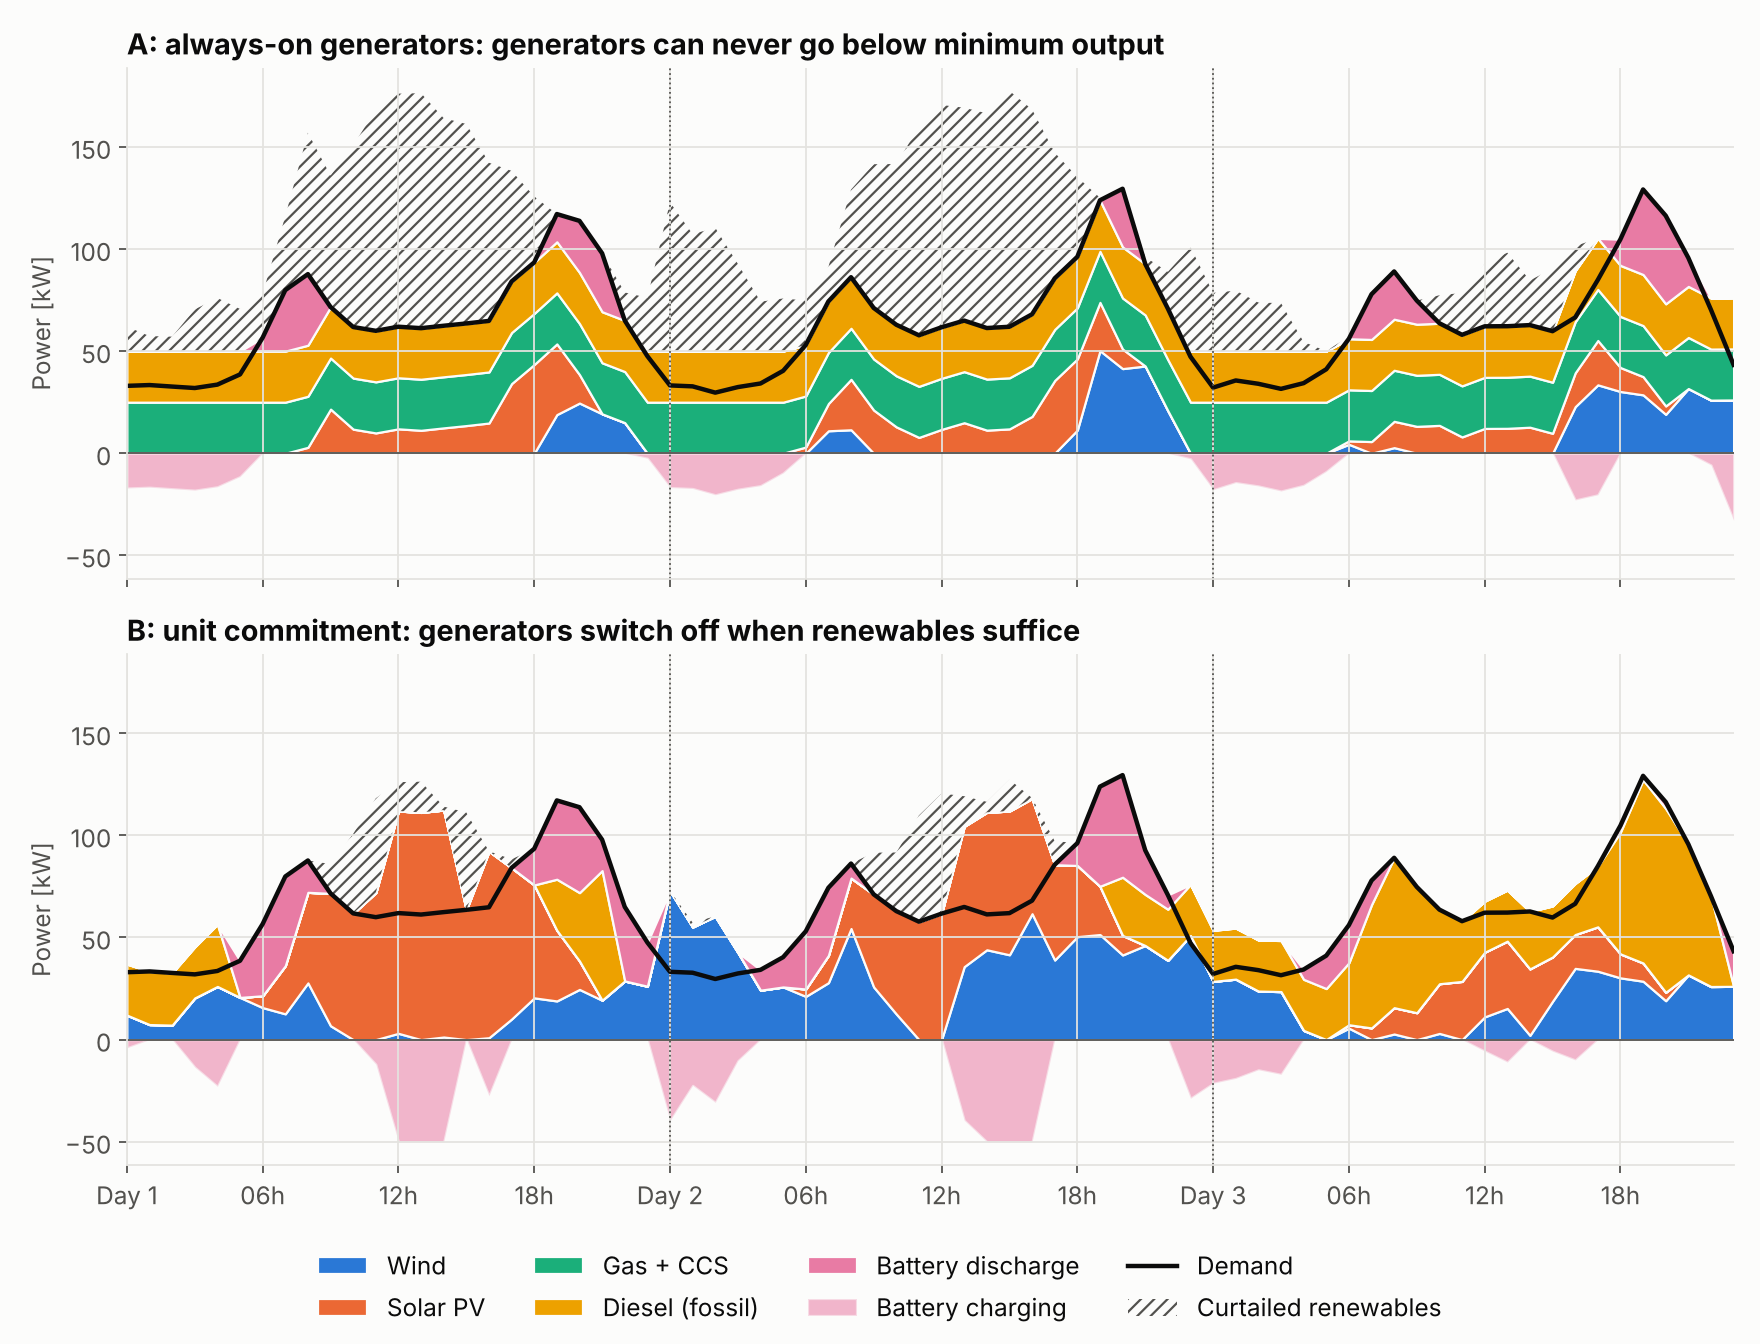 A: always-on generators: generators can never go below minimum output
150
100
50
0
−50
Power [kW]
B: unit commitment: generators switch off when renewables suffice
150
100
50
0
−50
Power [kW]
Day 1 06h 12h 18h Day 2 06h 12h 18h Day 3 06h 12h 18h
Wind Gas + CCS Battery discharge Demand
Solar PV Diesel (fossil) Battery charging Curtailed renewables